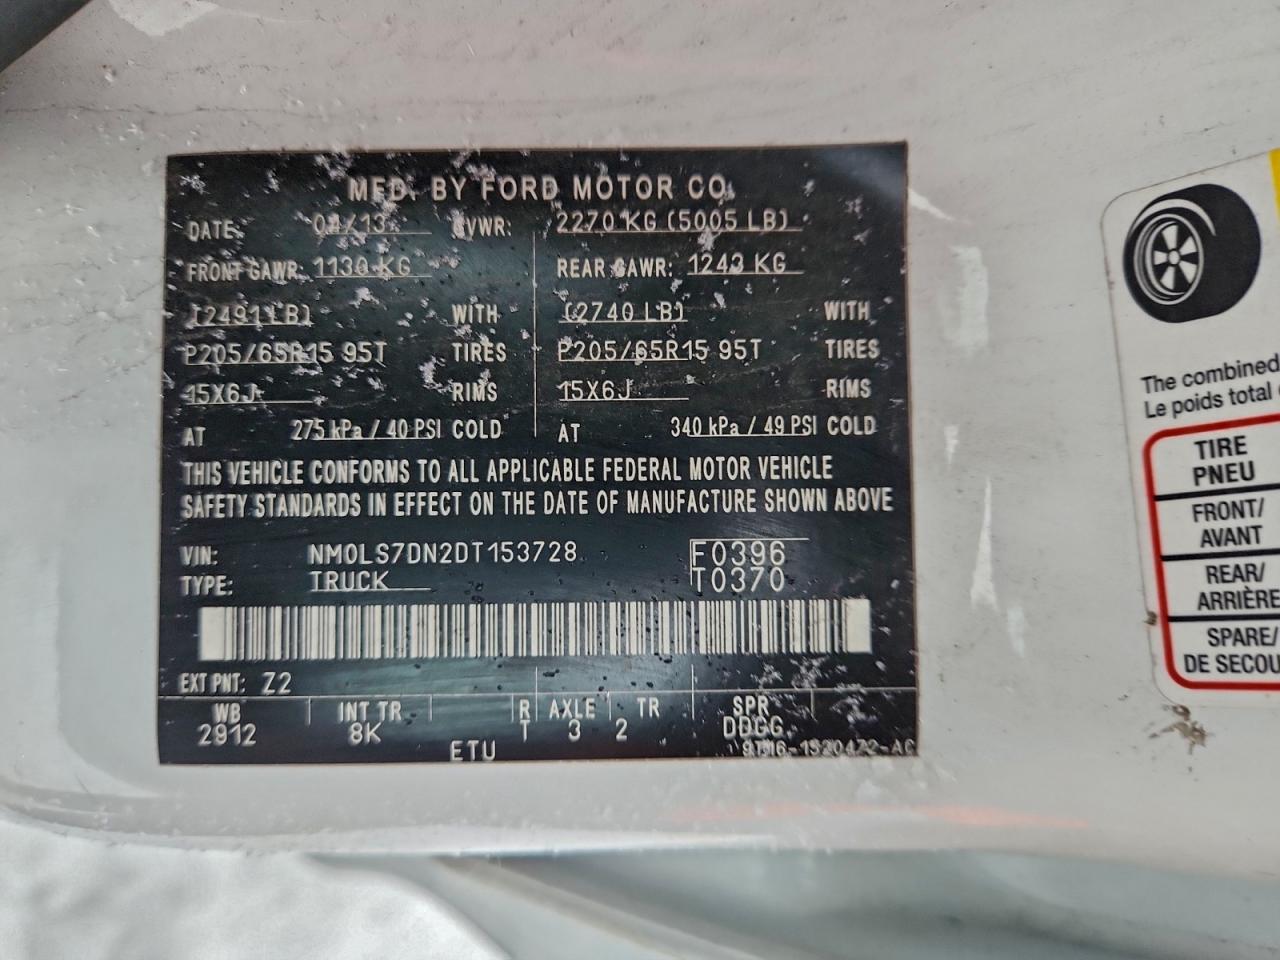 MFD. BY FORD MOTOR CO.
DATE: 04/13 GVWR: 2270 KG (5005 LB)
FRONT GAWR: 1130 KG REAR GAWR: 1243 KG
(2491 LB) WITH (2740 LB) WITH
P205/65R15 95T TIRES P205/65R15 95T TIRES
15X6J RIMS 15X6J RIMS
AT 275 kPa / 40 PSI COLD AT 340 kPa / 49 PSI COLD
THIS VEHICLE CONFORMS TO ALL APPLICABLE FEDERAL MOTOR VEHICLE
SAFETY STANDARDS IN EFFECT ON THE DATE OF MANUFACTURE SHOWN ABOVE
VIN: NM0LS7DN2DT153728 F0396
TYPE: TRUCK T0370
EXT PNT: Z2
WB INT TR R AXLE TR SPR
2912 8K T 3 2 DDGG
ETU 9T16-1520472-AC
The combined
Le poids total
TIRE
PNEU
FRONT/
AVANT
REAR/
ARRIÈRE
SPARE/
DE SECOU